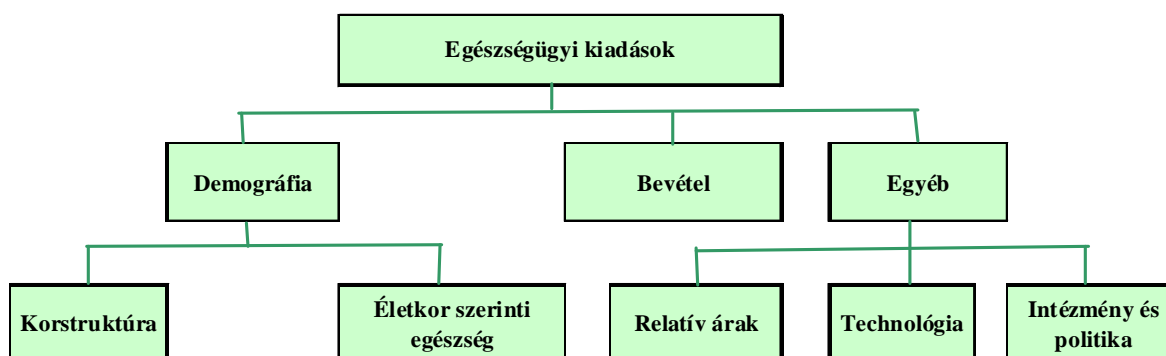 Egészségügyi kiadások
Demográfia
Bevétel
Egyéb
Korstruktúra
Életkor szerinti
egészség
Relatív árak
Technológia
Intézmény és
politika